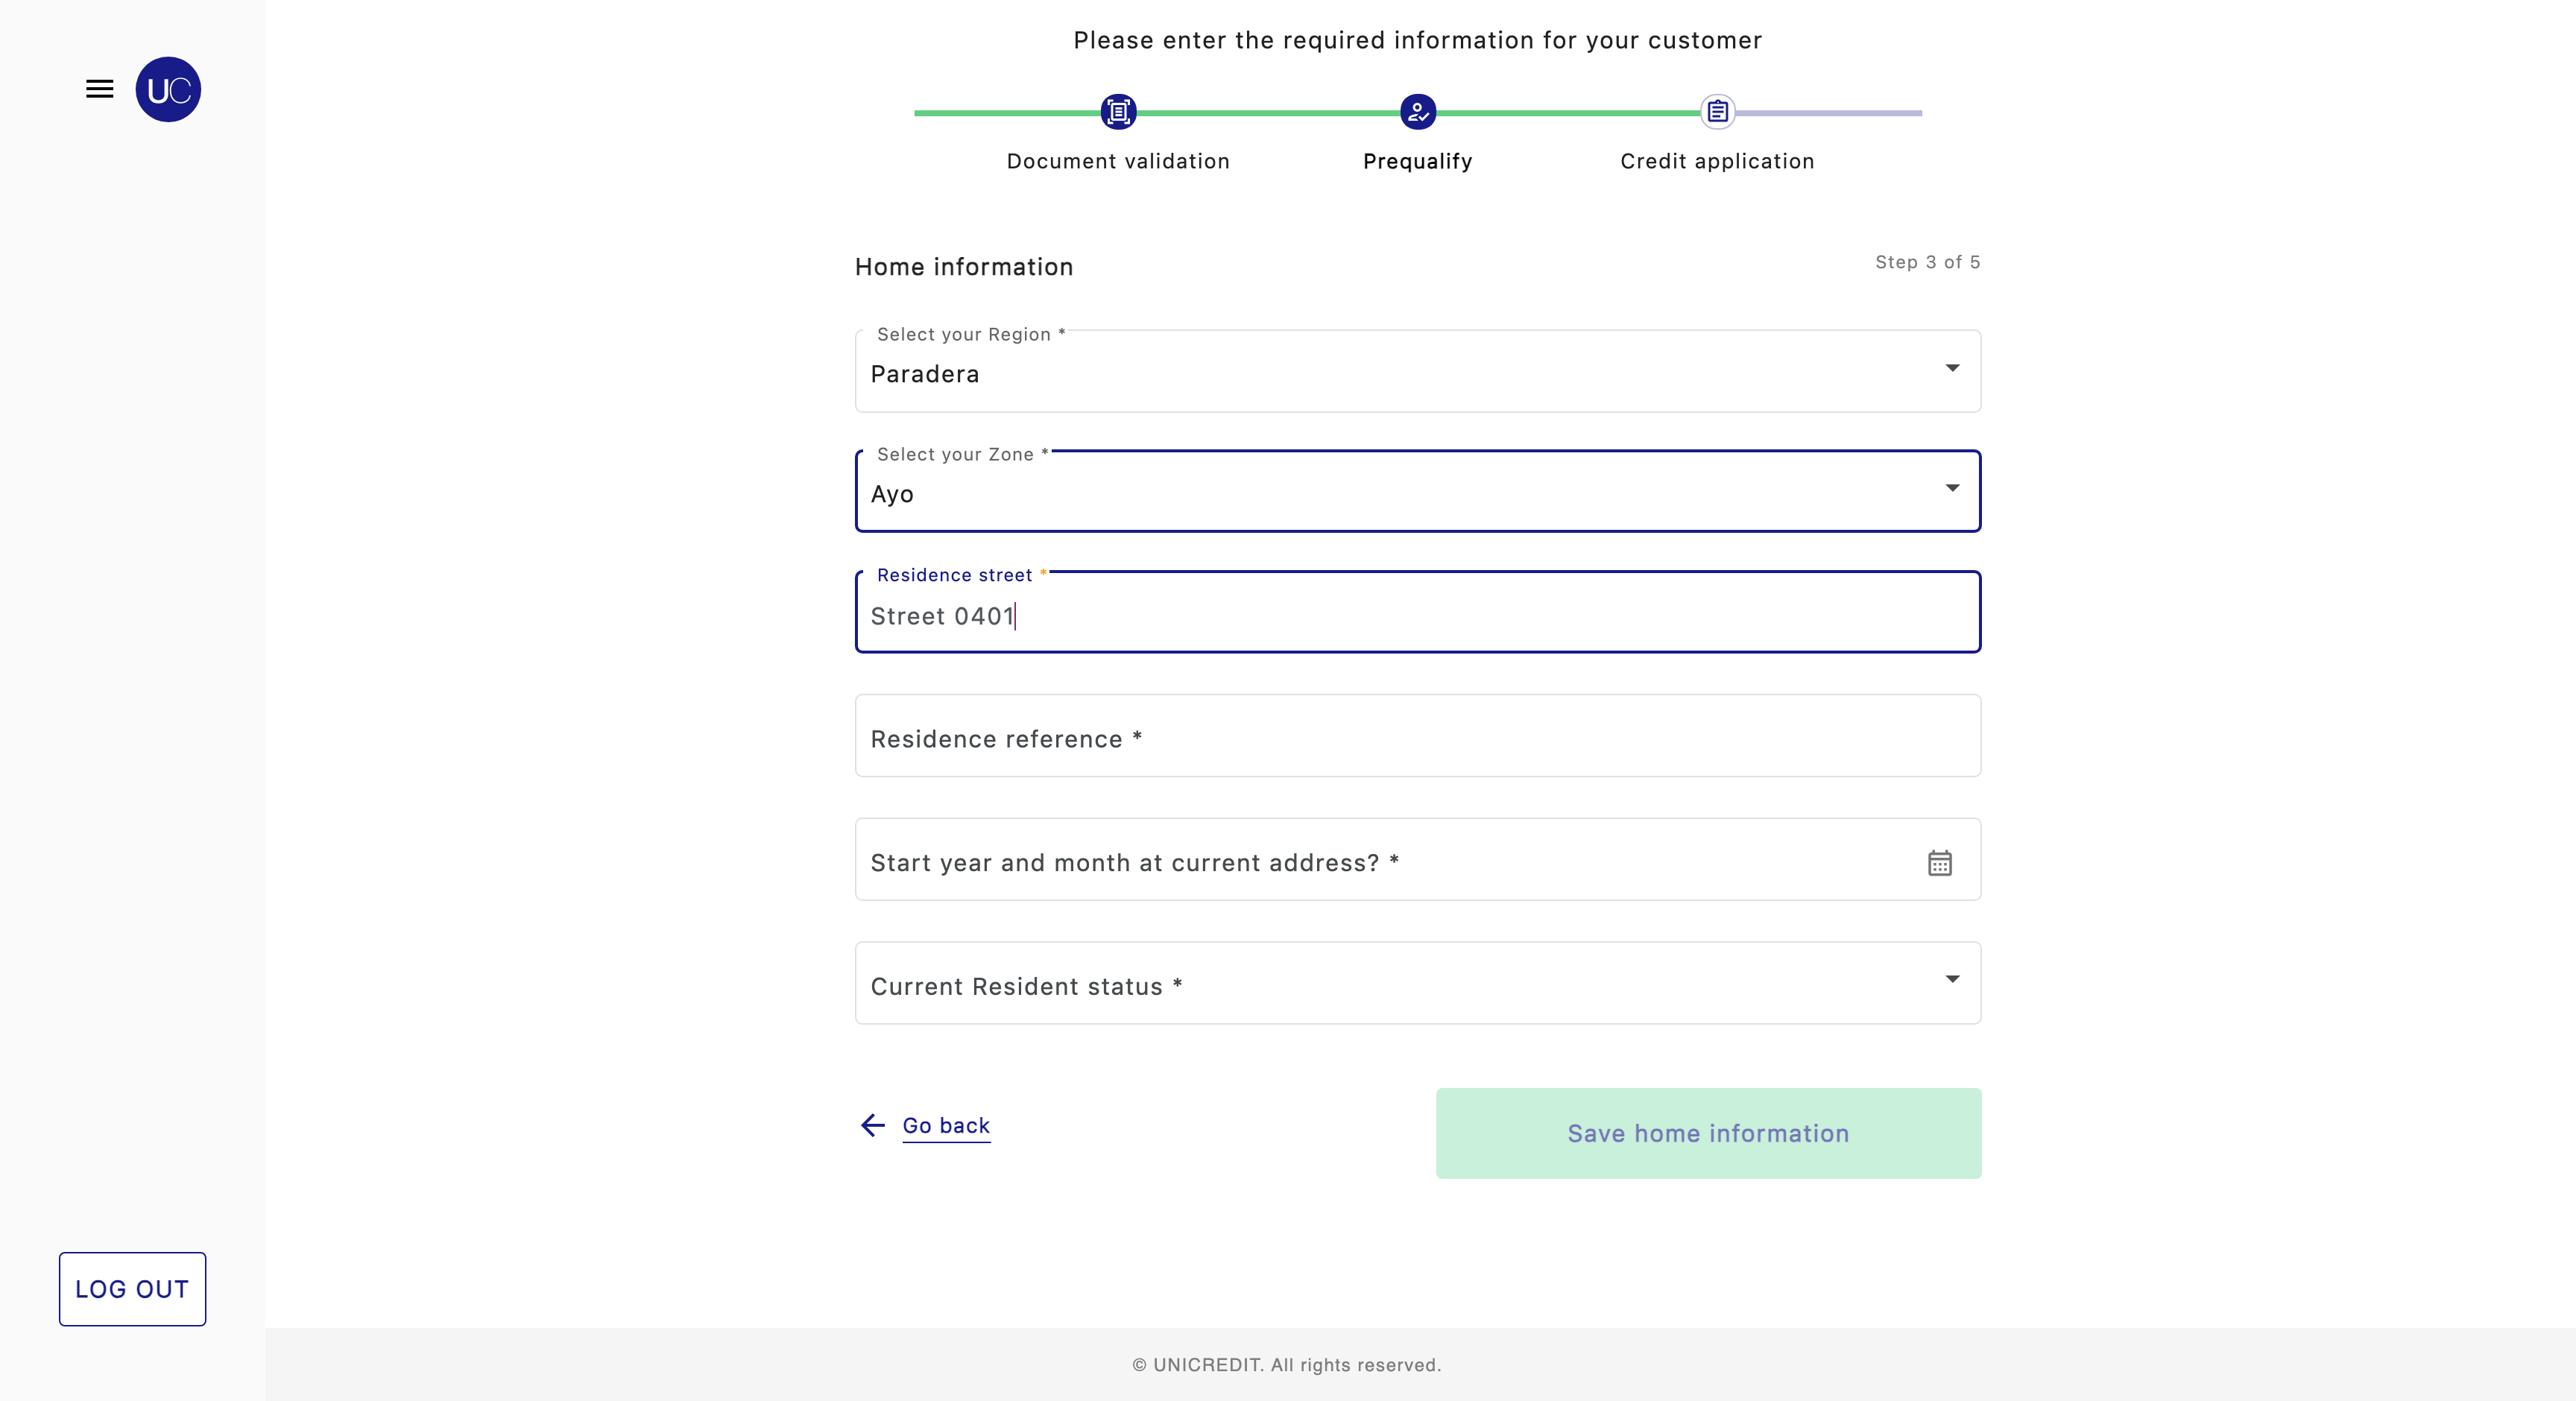 Please enter the required information for your customer
UC
Document validation
Prequalify
Credit application
Home information
Step 3 of 5
Select your Region *
Paradera
Select your Zone *
Ayo
Residence street *
Street 0401
Residence reference *
Start year and month at current address? *
Current Resident status *
Go back
Save home information
LOG OUT
© UNICREDIT. All rights reserved.